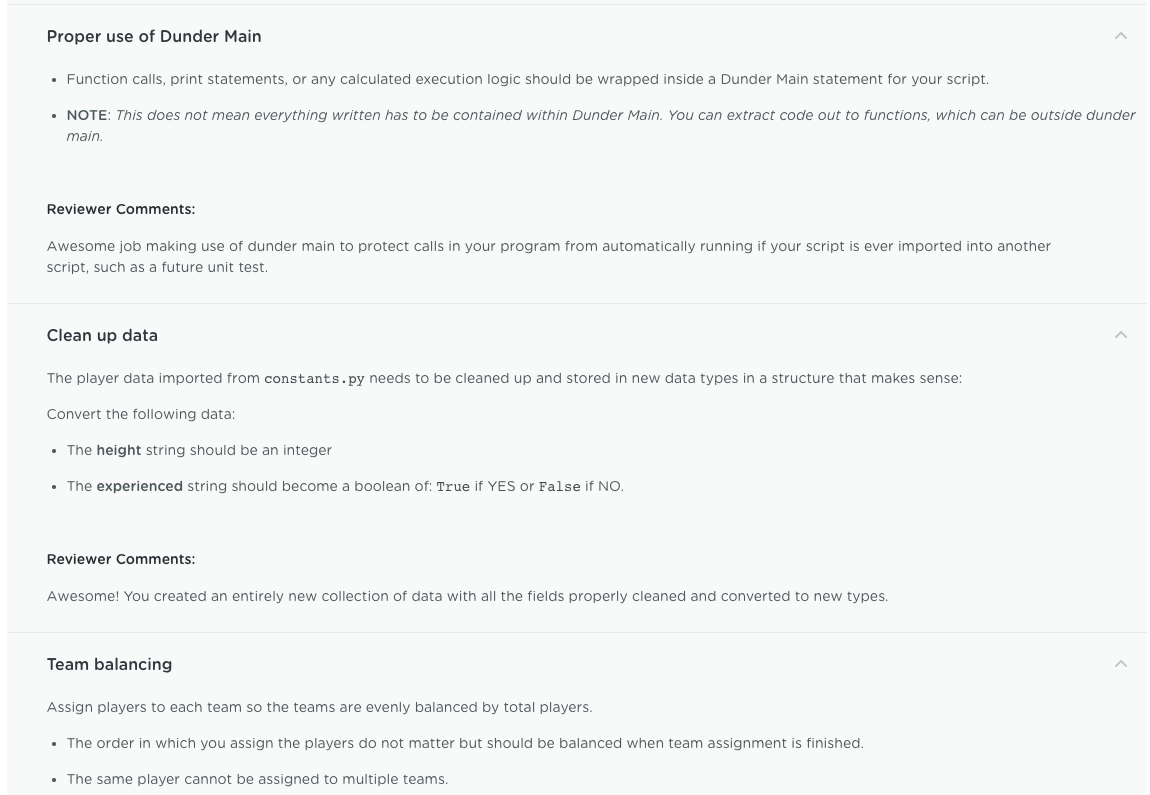 Proper use of Dunder Main
• Function calls, print statements, or any calculated execution logic should be wrapped inside a Dunder Main statement for your script.
• NOTE: This does not mean everything written has to be contained within Dunder Main. You can extract code out to functions, which can be outside dunder
main.
Reviewer Comments:
Awesome job making use of dunder main to protect calls in your program from automatically running if your script is ever imported into another
script, such as a future unit test.
Clean up data
The player data imported from constants.py needs to be cleaned up and stored in new data types in a structure that makes sense:
Convert the following data:
• The height string should be an integer
• The experienced string should become a boolean of: True if YES or False if NO.
Reviewer Comments:
Awesome! You created an entirely new collection of data with all the fields properly cleaned and converted to new types.
Team balancing
Assign players to each team so the teams are evenly balanced by total players.
• The order in which you assign the players do not matter but should be balanced when team assignment is finished.
• The same player cannot be assigned to multiple teams.